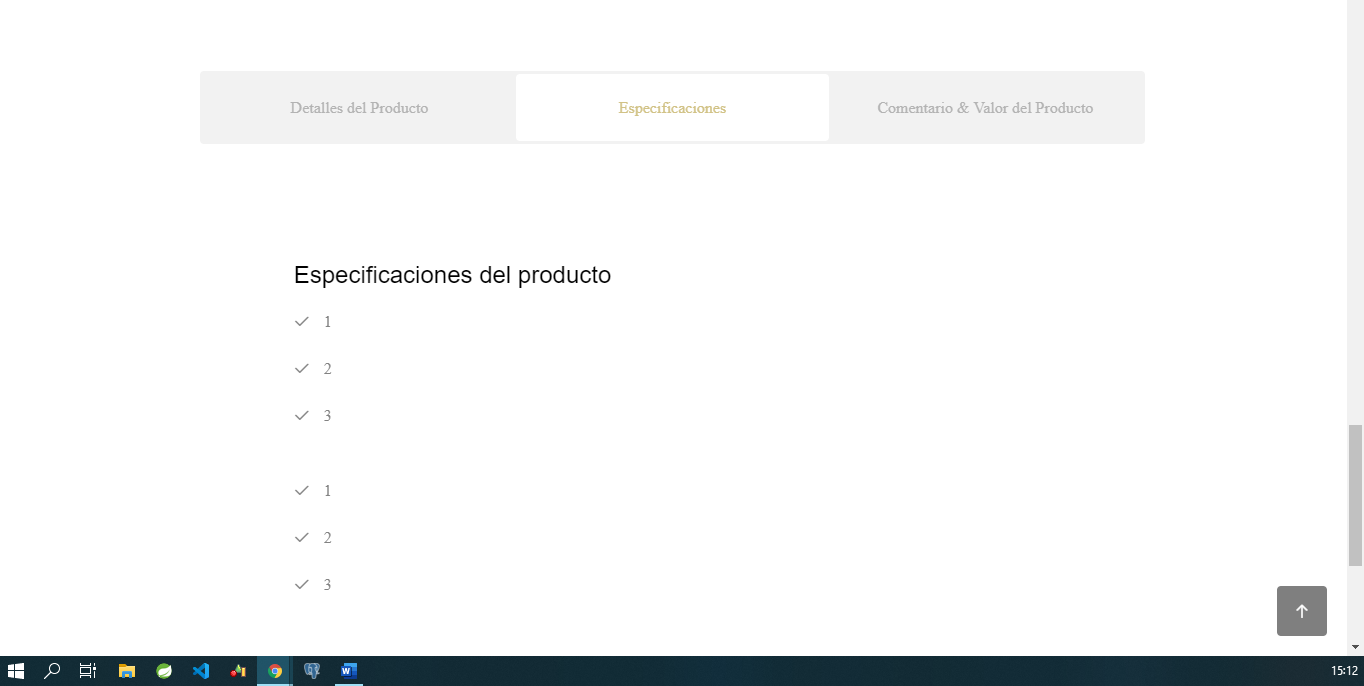 Detalles del Producto Especificaciones Comentario & Valor del Producto
Especificaciones del producto
1
2
3
1
2
3
W
15:12